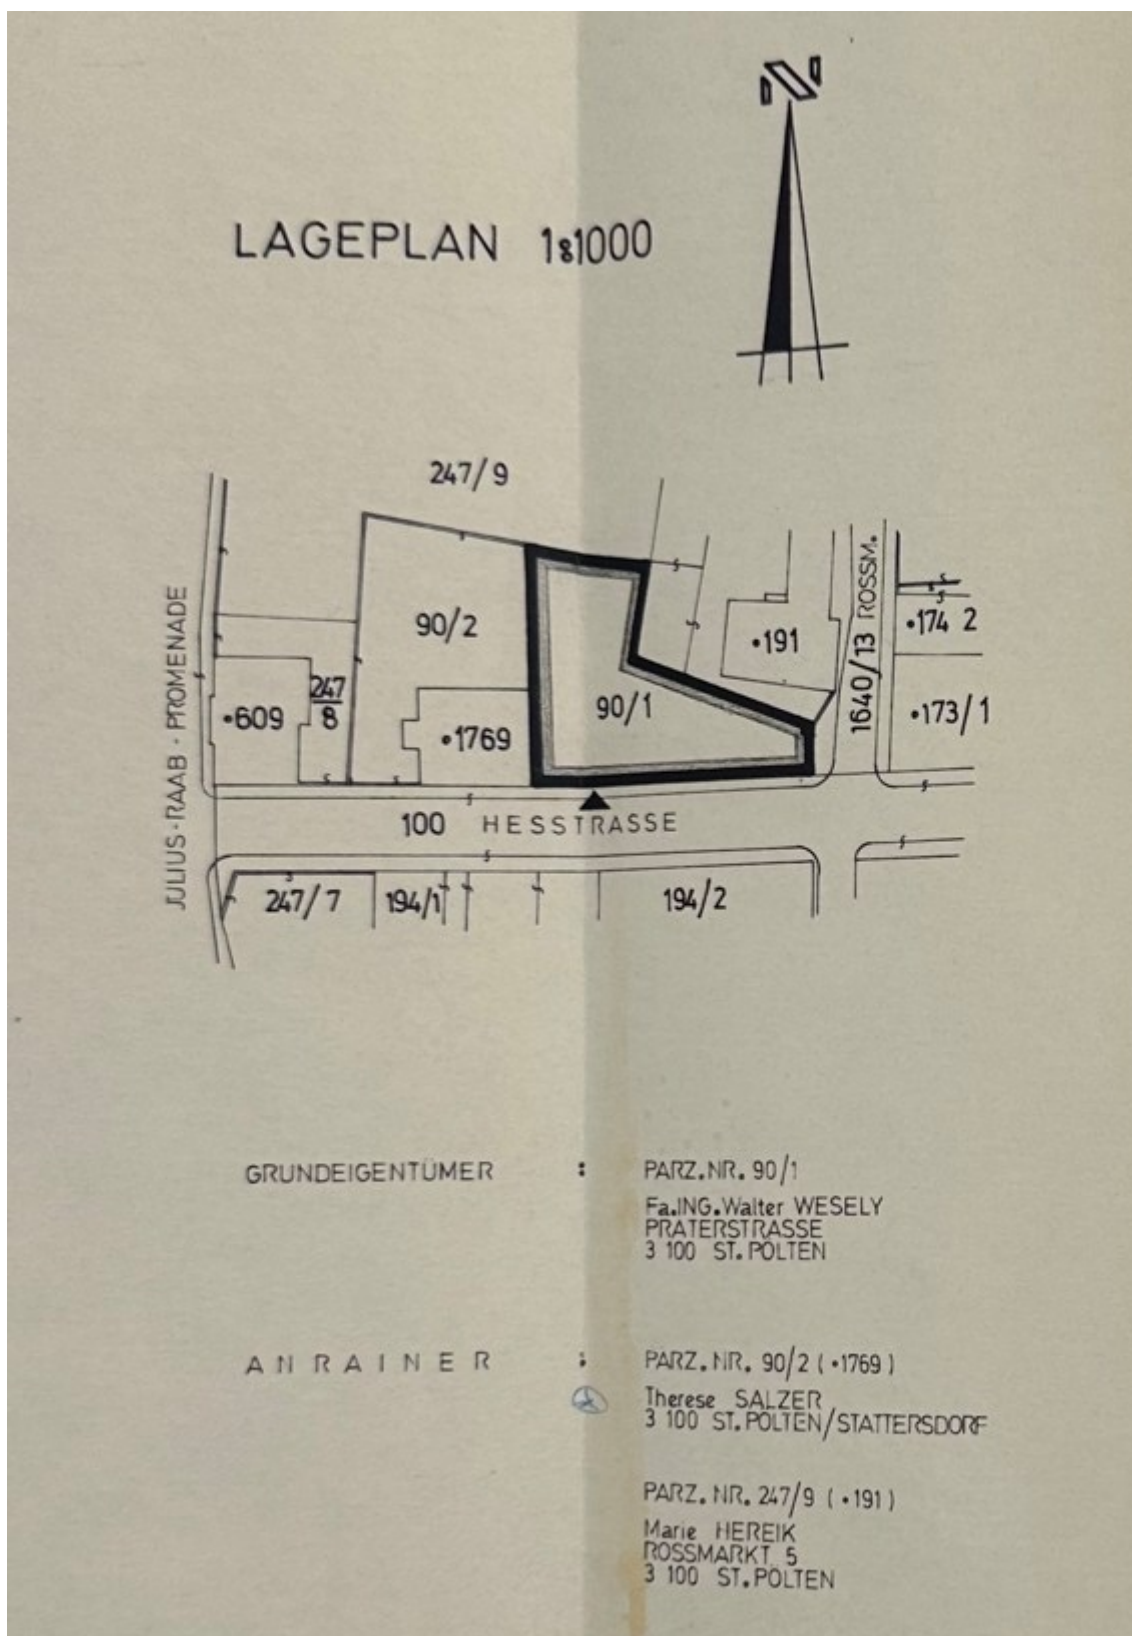 N
LAGEPLAN 1:1000
247/9
90/2
•191
•174 2
247
8
•609
•1769
90/1
1640/13 ROSSM.
•173/1
JULIUS-RAAB-PROMENADE
100 HESSTRASSE
247/7
194/1
194/2
GRUNDEIGENTÜMER : PARZ.NR. 90/1
Fa.ING.Walter WESELY
PRATERSTRASSE
3 100 ST.PÖLTEN
ANRAINER : PARZ.NR. 90/2 (•1769)
Therese SALZER
3 100 ST.PÖLTEN/STATTERSDORF
PARZ.NR. 247/9 (•191)
Marie HEREIK
ROSSMARKT 5
3 100 ST.PÖLTEN